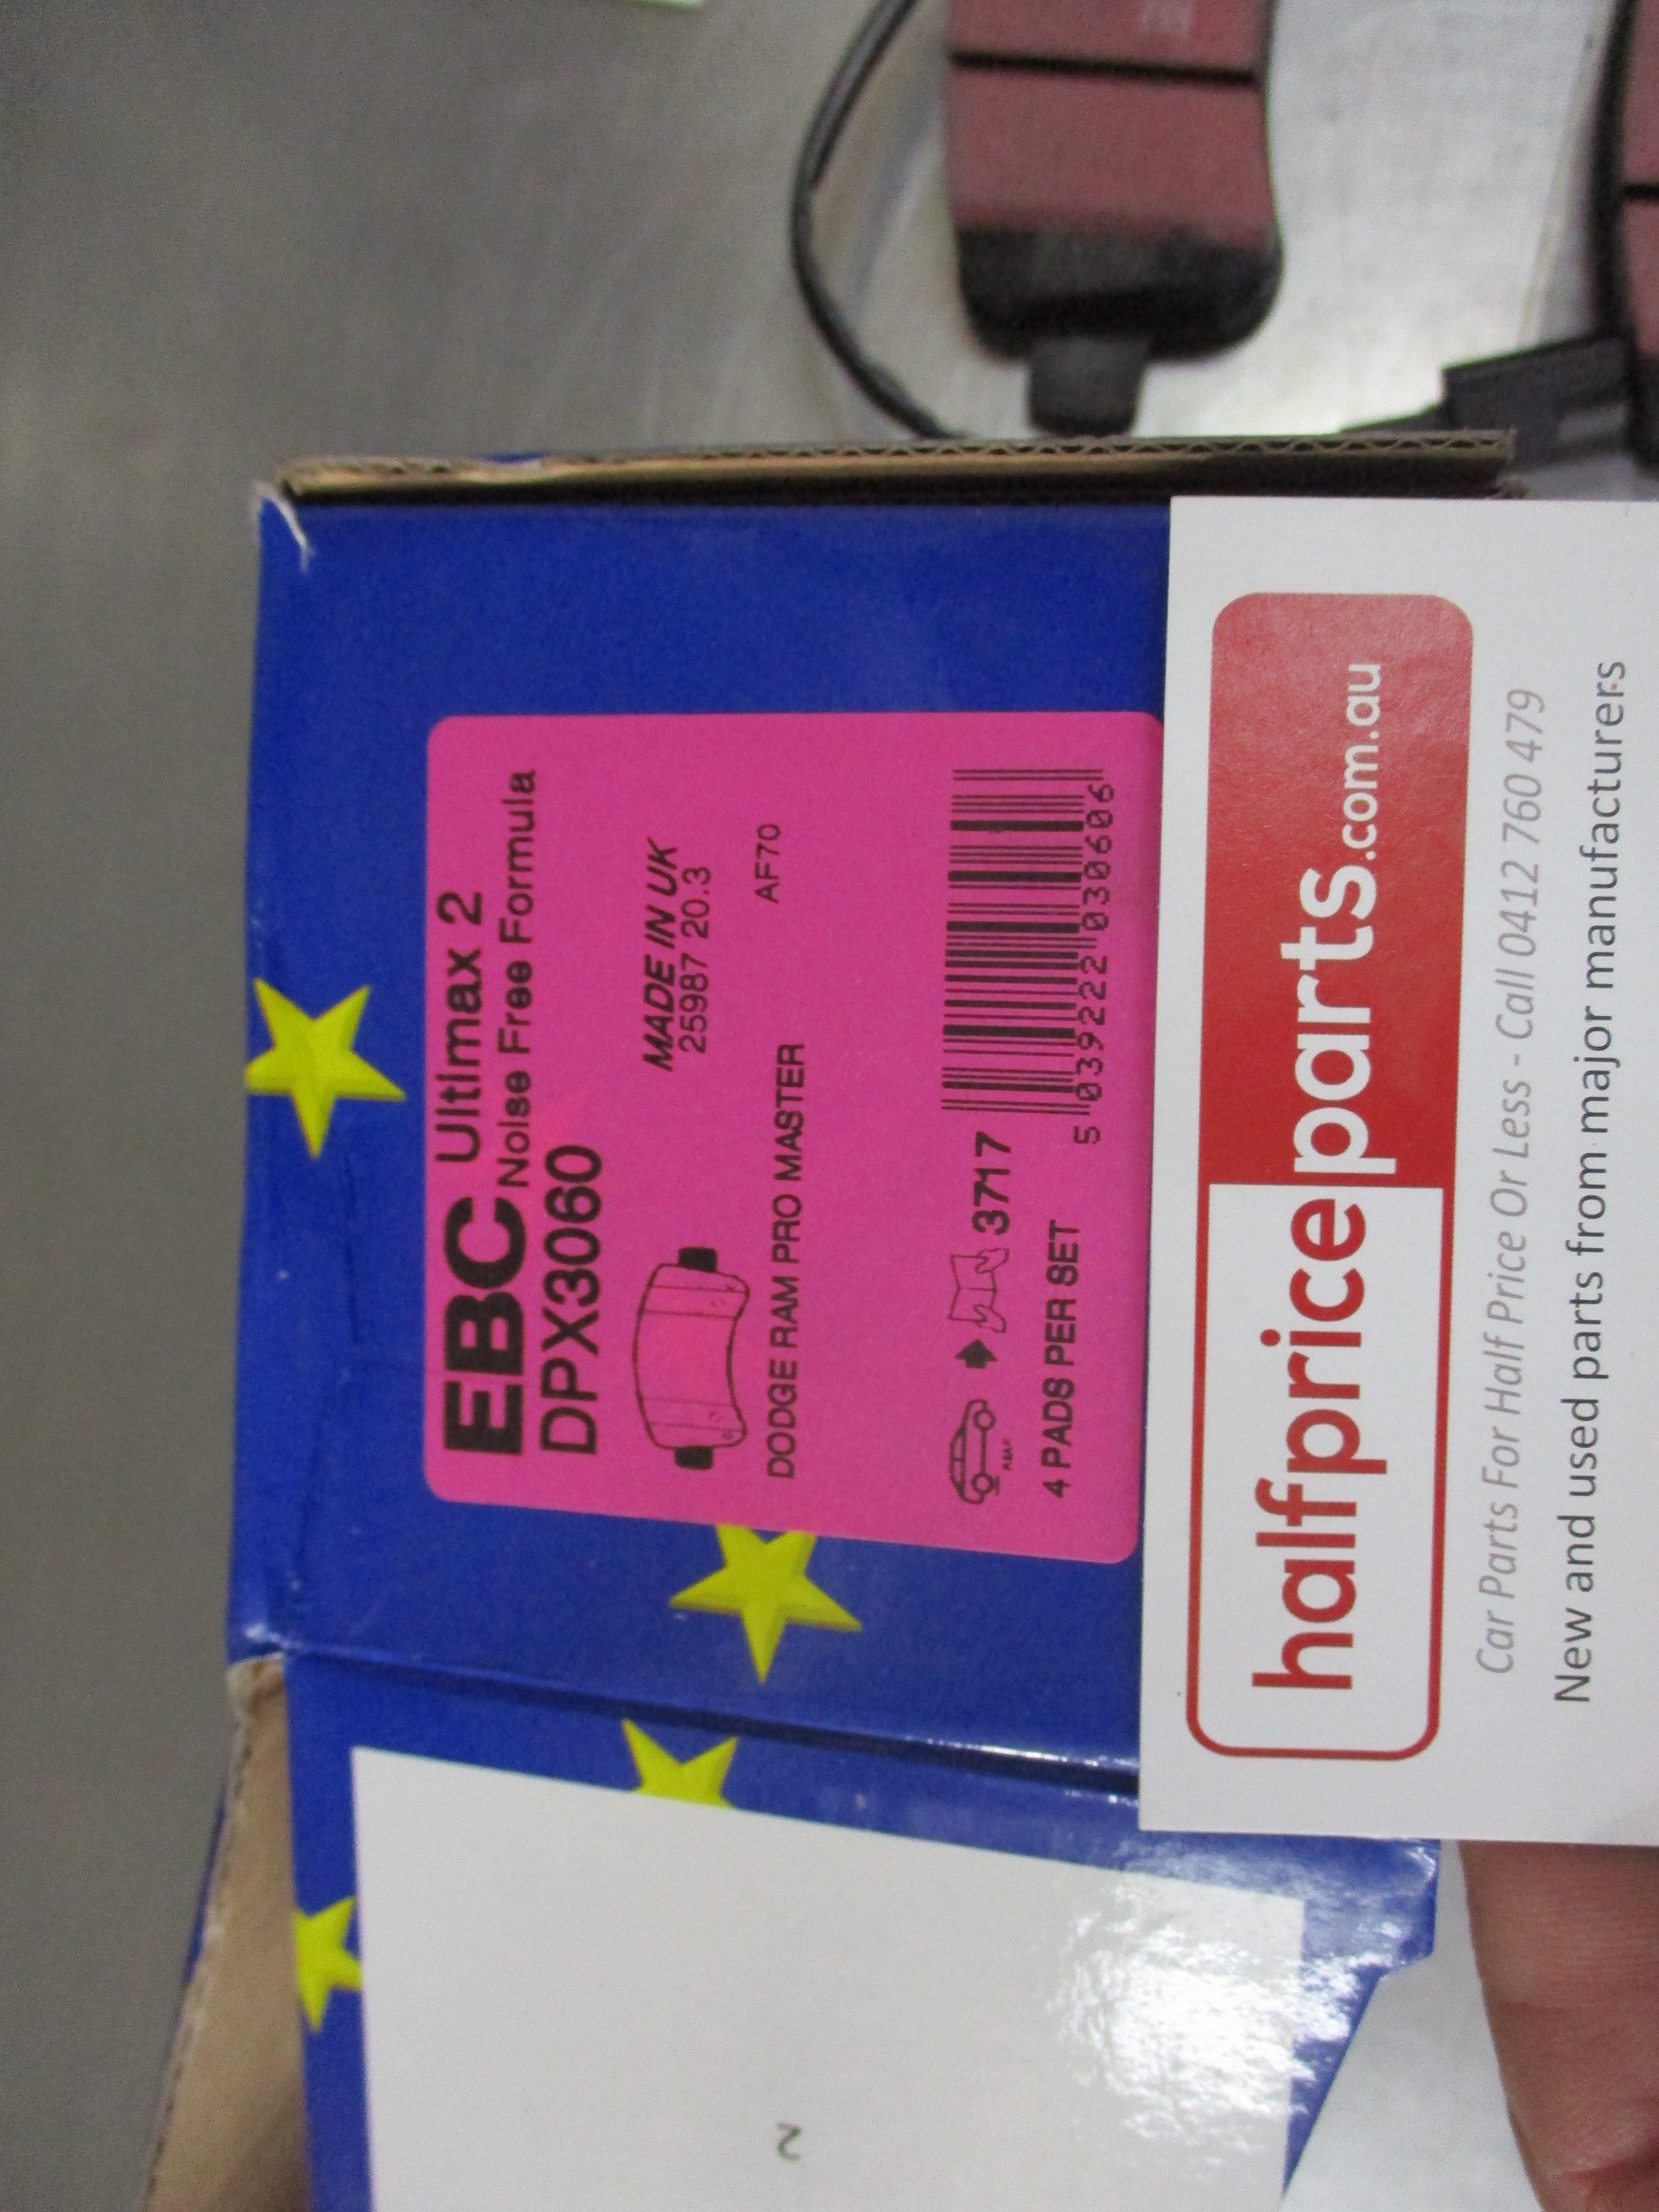 EBC Ultimax 2
Noise Free Formula
DPX3060
MADE IN UK
25987 20.3
DODGE RAM PRO MASTER
AF70
3717
4 PADS PER SET
5 039222 030606
halfpriceparts.com.au
Car Parts For Half Price Or Less - Call 0412 760 479
New and used parts from major manufacturers
2